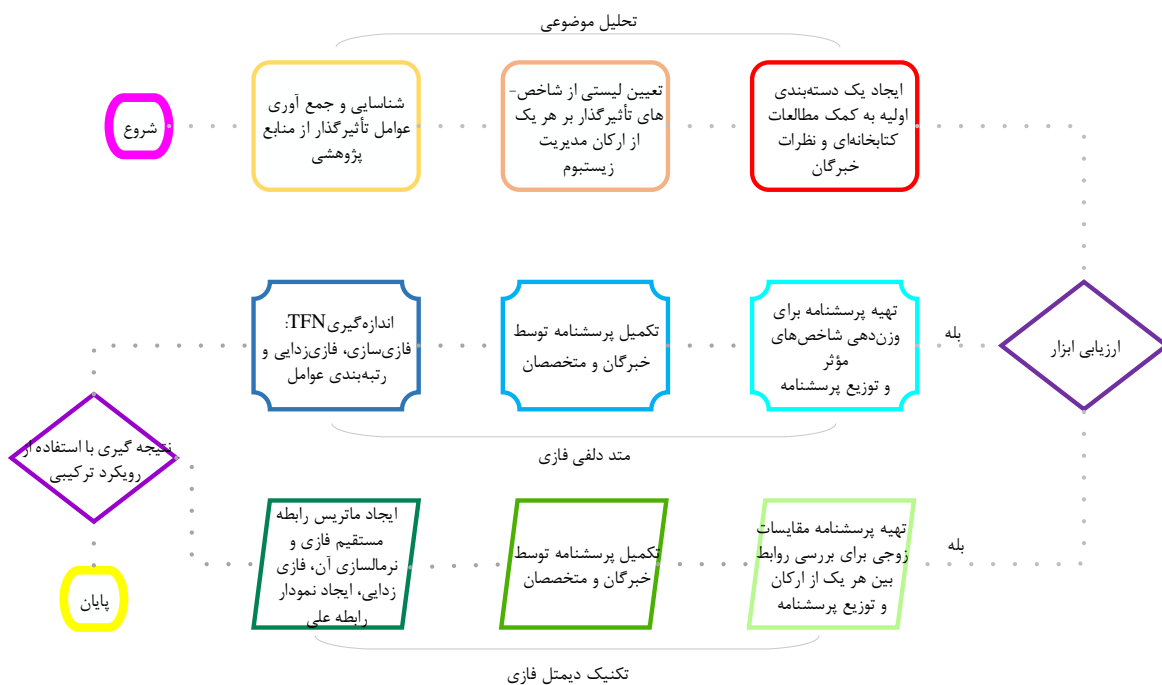 تحلیل موضوعی
شروع
شناسایی و جمع آوری
عوامل تأثیرگذار از منابع
پژوهشی
تعیین لیستی از شاخص-
های تأثیرگذار بر هر یک
از ارکان مدیریت
زیستبوم
ایجاد یک دسته‌بندی
اولیه به کمک مطالعات
کتابخانه‌ای و نظرات
خبرگان
ارزیابی ابزار
بله
تهیه پرسشنامه برای
وزن‌دهی شاخص‌های
مؤثر
و توزیع پرسشنامه
تکمیل پرسشنامه توسط
خبرگان و متخصصان
اندازه‌گیری TFN:
فازی‌سازی، فازی‌زدایی و
رتبه‌بندی عوامل
متد دلفی فازی
بله
تهیه پرسشنامه مقایسات
زوجی برای بررسی روابط
بین هر یک از ارکان
و توزیع پرسشنامه
تکمیل پرسشنامه توسط
خبرگان و متخصصان
ایجاد ماتریس رابطه
مستقیم فازی و
نرمالسازی آن، فازی
زدایی، ایجاد نمودار
رابطه علی
تکنیک دیمتل فازی
نتیجه گیری با استفاده از
رویکرد ترکیبی
پایان